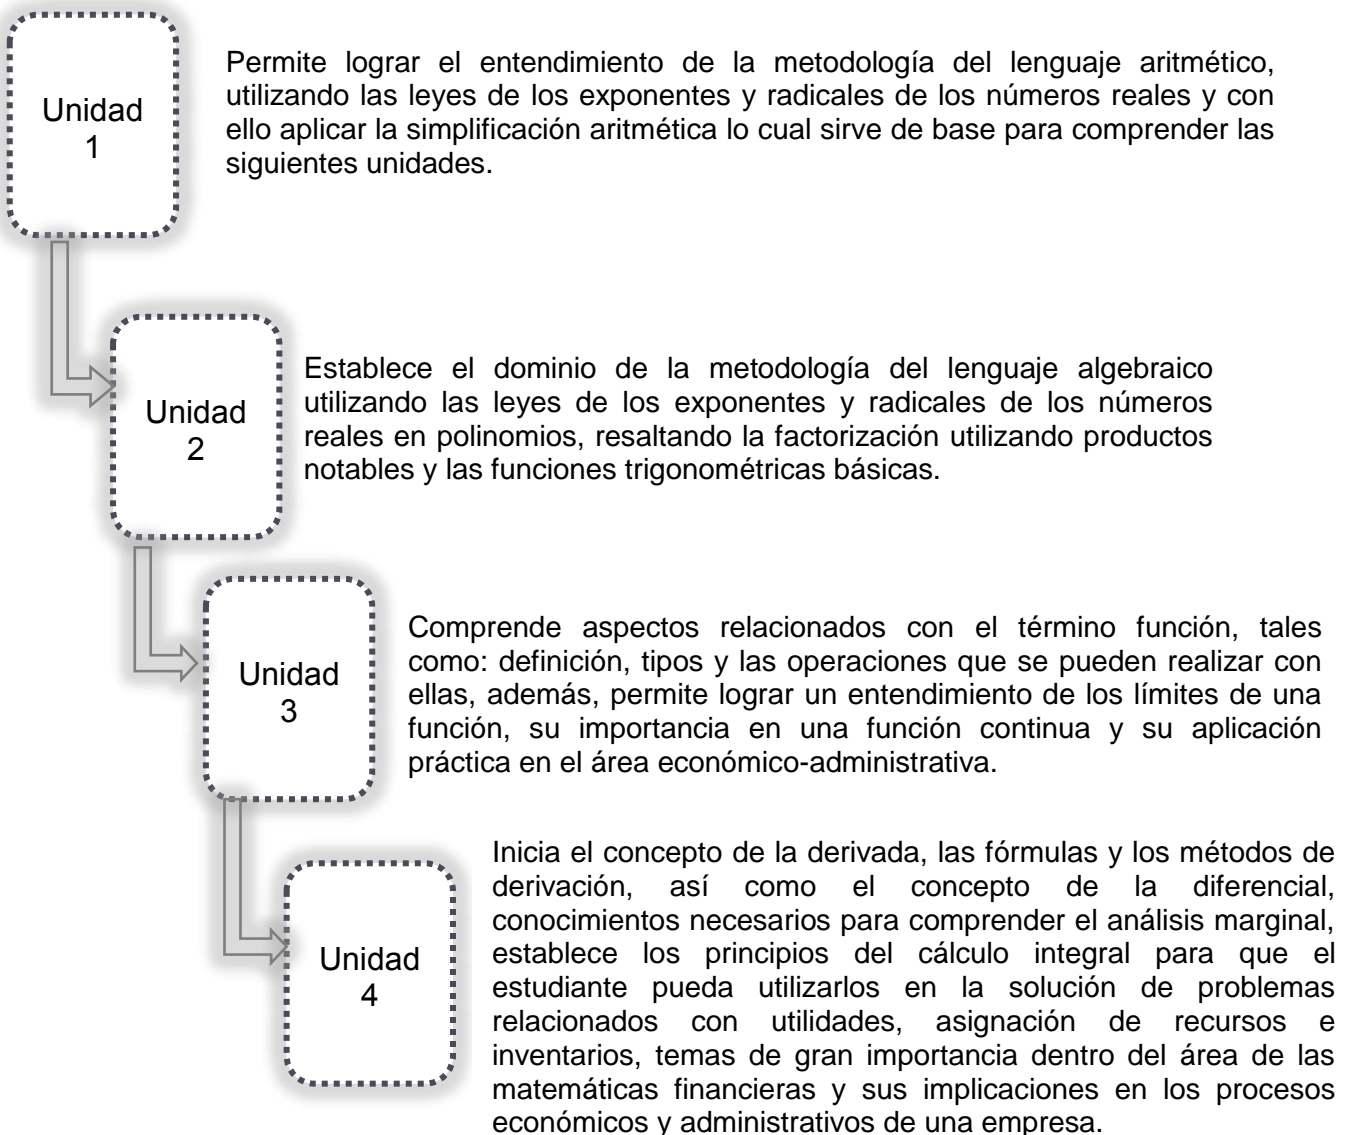 Unidad
1
Permite lograr el entendimiento de la metodología del lenguaje aritmético,
utilizando las leyes de los exponentes y radicales de los números reales y con
ello aplicar la simplificación aritmética lo cual sirve de base para comprender las
siguientes unidades.
Unidad
2
Establece el dominio de la metodología del lenguaje algebraico
utilizando las leyes de los exponentes y radicales de los números
reales en polinomios, resaltando la factorización utilizando productos
notables y las funciones trigonométricas básicas.
Unidad
3
Comprende aspectos relacionados con el término función, tales
como: definición, tipos y las operaciones que se pueden realizar con
ellas, además, permite lograr un entendimiento de los límites de una
función, su importancia en una función continua y su aplicación
práctica en el área económico-administrativa.
Unidad
4
Inicia el concepto de la derivada, las fórmulas y los métodos de
derivación, así como el concepto de la diferencial,
conocimientos necesarios para comprender el análisis marginal,
establece los principios del cálculo integral para que el
estudiante pueda utilizarlos en la solución de problemas
relacionados con utilidades, asignación de recursos e
inventarios, temas de gran importancia dentro del área de las
matemáticas financieras y sus implicaciones en los procesos
económicos y administrativos de una empresa.